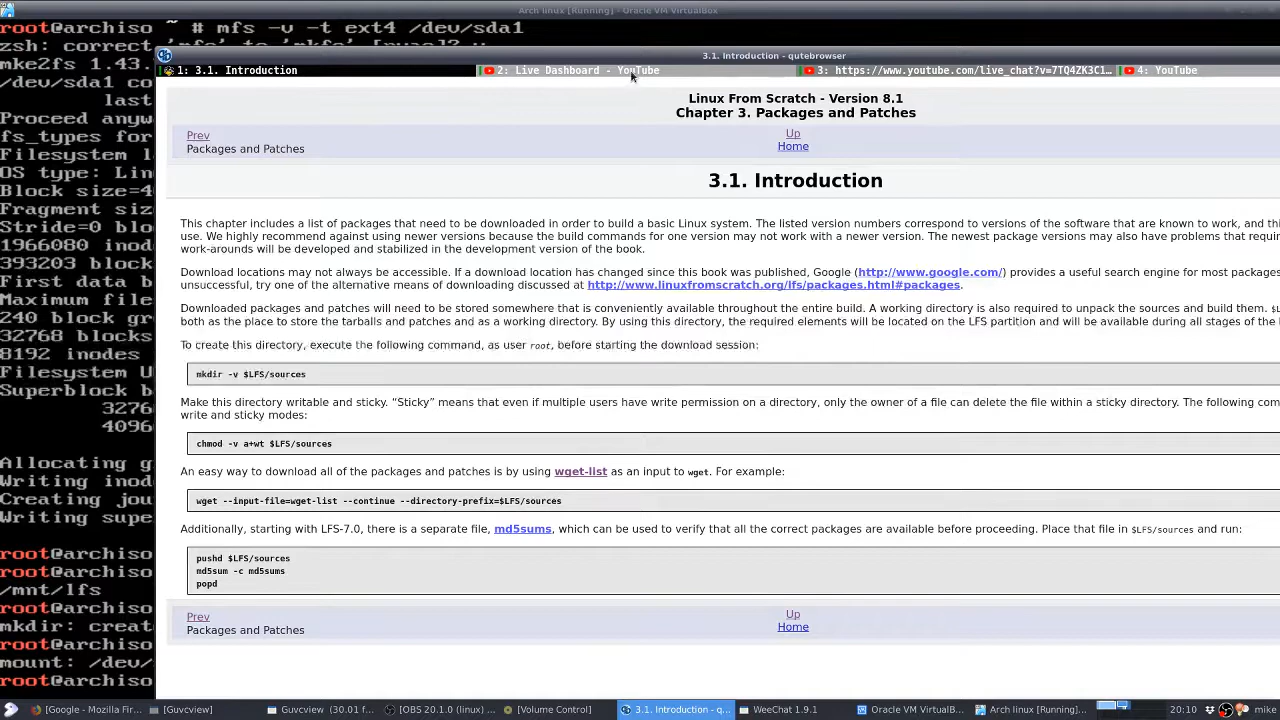 Arch linux [Running] - Oracle VM VirtualBox
root@archiso ~ # mfs -v -t ext4 /dev/sda1
zsh: correct 'mfs' to 'mkfs' [nyae]? y
mke2fs 1.43.
/dev/sda1 co
last
Proceed anyw
fs_types for
Filesystem l
OS type: Lin
Block size=4
Fragment siz
Stride=0 blo
1966080 inod
393203 block
First data b
Maximum file
240 block gr
32768 blocks
8192 inodes
Filesystem U
Superblock b
3276
4096
Allocating g
Writing inod
Creating jou
Writing supe
root@archiso
/mnt/lfs
root@archiso
mkdir: creat
root@archiso
mount: /dev/
root@archiso
3.1. Introduction - qutebrowser
1: 3.1. Introduction
2: Live Dashboard - YouTube
3: https://www.youtube.com/live_chat?v=7TQ4ZK3C1…
4: YouTube
Linux From Scratch - Version 8.1
Chapter 3. Packages and Patches
Prev
Packages and Patches
Up
Home
3.1. Introduction
This chapter includes a list of packages that need to be downloaded in order to build a basic Linux system. The listed version numbers correspond to versions of the software that are known to work, and thi
use. We highly recommend against using newer versions because the build commands for one version may not work with a newer version. The newest package versions may also have problems that requi
work-arounds will be developed and stabilized in the development version of the book.
Download locations may not always be accessible. If a download location has changed since this book was published, Google (http://www.google.com/) provides a useful search engine for most packages
unsuccessful, try one of the alternative means of downloading discussed at http://www.linuxfromscratch.org/lfs/packages.html#packages.
Downloaded packages and patches will need to be stored somewhere that is conveniently available throughout the entire build. A working directory is also required to unpack the sources and build them. $L
both as the place to store the tarballs and patches and as a working directory. By using this directory, the required elements will be located on the LFS partition and will be available during all stages of the
To create this directory, execute the following command, as user root, before starting the download session:
mkdir -v $LFS/sources
Make this directory writable and sticky. “Sticky” means that even if multiple users have write permission on a directory, only the owner of a file can delete the file within a sticky directory. The following com
write and sticky modes:
chmod -v a+wt $LFS/sources
An easy way to download all of the packages and patches is by using wget-list as an input to wget. For example:
wget --input-file=wget-list --continue --directory-prefix=$LFS/sources
Additionally, starting with LFS-7.0, there is a separate file, md5sums, which can be used to verify that all the correct packages are available before proceeding. Place that file in $LFS/sources and run:
pushd $LFS/sources
md5sum -c md5sums
popd
Prev
Packages and Patches
Up
Home
[Google - Mozilla Fir…
[Guvcview]
Guvcview (30.01 f…
[OBS 20.1.0 (linux) …
[Volume Control]
3.1. Introduction - q…
WeeChat 1.9.1
Oracle VM VirtualB…
Arch linux [Running]…
20:10
mike